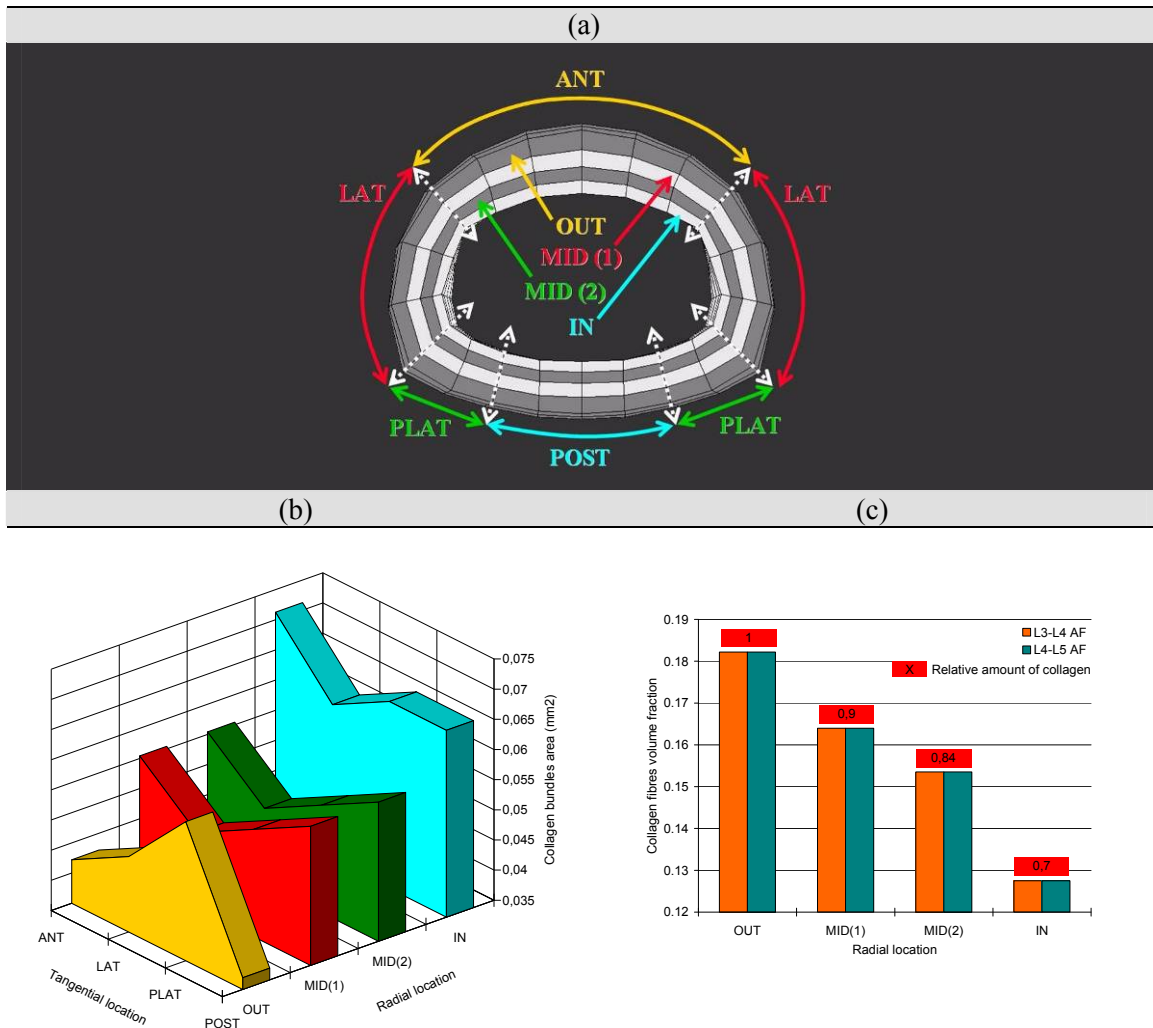 (a)
ANT
LAT
LAT
OUT
MID (1)
MID (2)
IN
PLAT
PLAT
POST
(b)
(c)
0,075
0,07
0,065
0,06
0,055
0,05
0,045
0,04
0,035
Collagen bundles area (mm2)
ANT
LAT
PLAT
POST
Tangential location
OUT
MID(1)
MID(2)
IN
Radial location
0.19
0.18
0.17
0.16
0.15
0.14
0.13
0.12
Collagen fibres volume fraction
1
0,9
0,84
0,7
L3-L4 AF
L4-L5 AF
X Relative amount of collagen
OUT
MID(1)
MID(2)
IN
Radial location